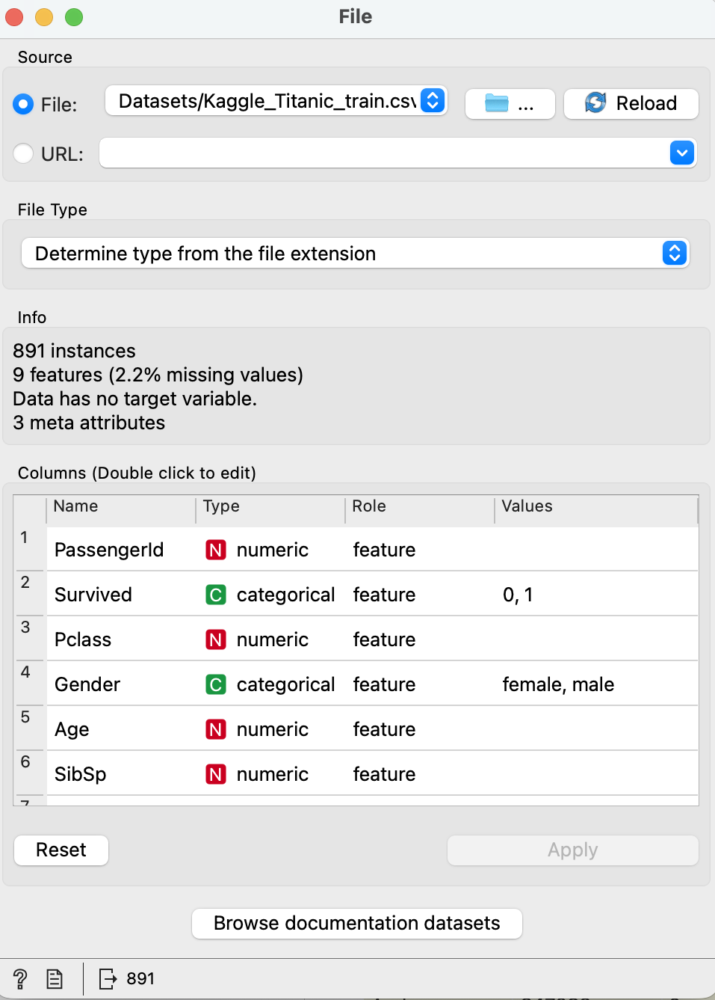 File
Source
File: Datasets/Kaggle_Titanic_train.csv ... Reload
URL:
File Type
Determine type from the file extension
Info
891 instances
9 features (2.2% missing values)
Data has no target variable.
3 meta attributes
Columns (Double click to edit)
Name Type Role Values
1 PassengerId N numeric feature
2 Survived C categorical feature 0, 1
3 Pclass N numeric feature
4 Gender C categorical feature female, male
5 Age N numeric feature
6 SibSp N numeric feature
7
Reset Apply
Browse documentation datasets
? 891